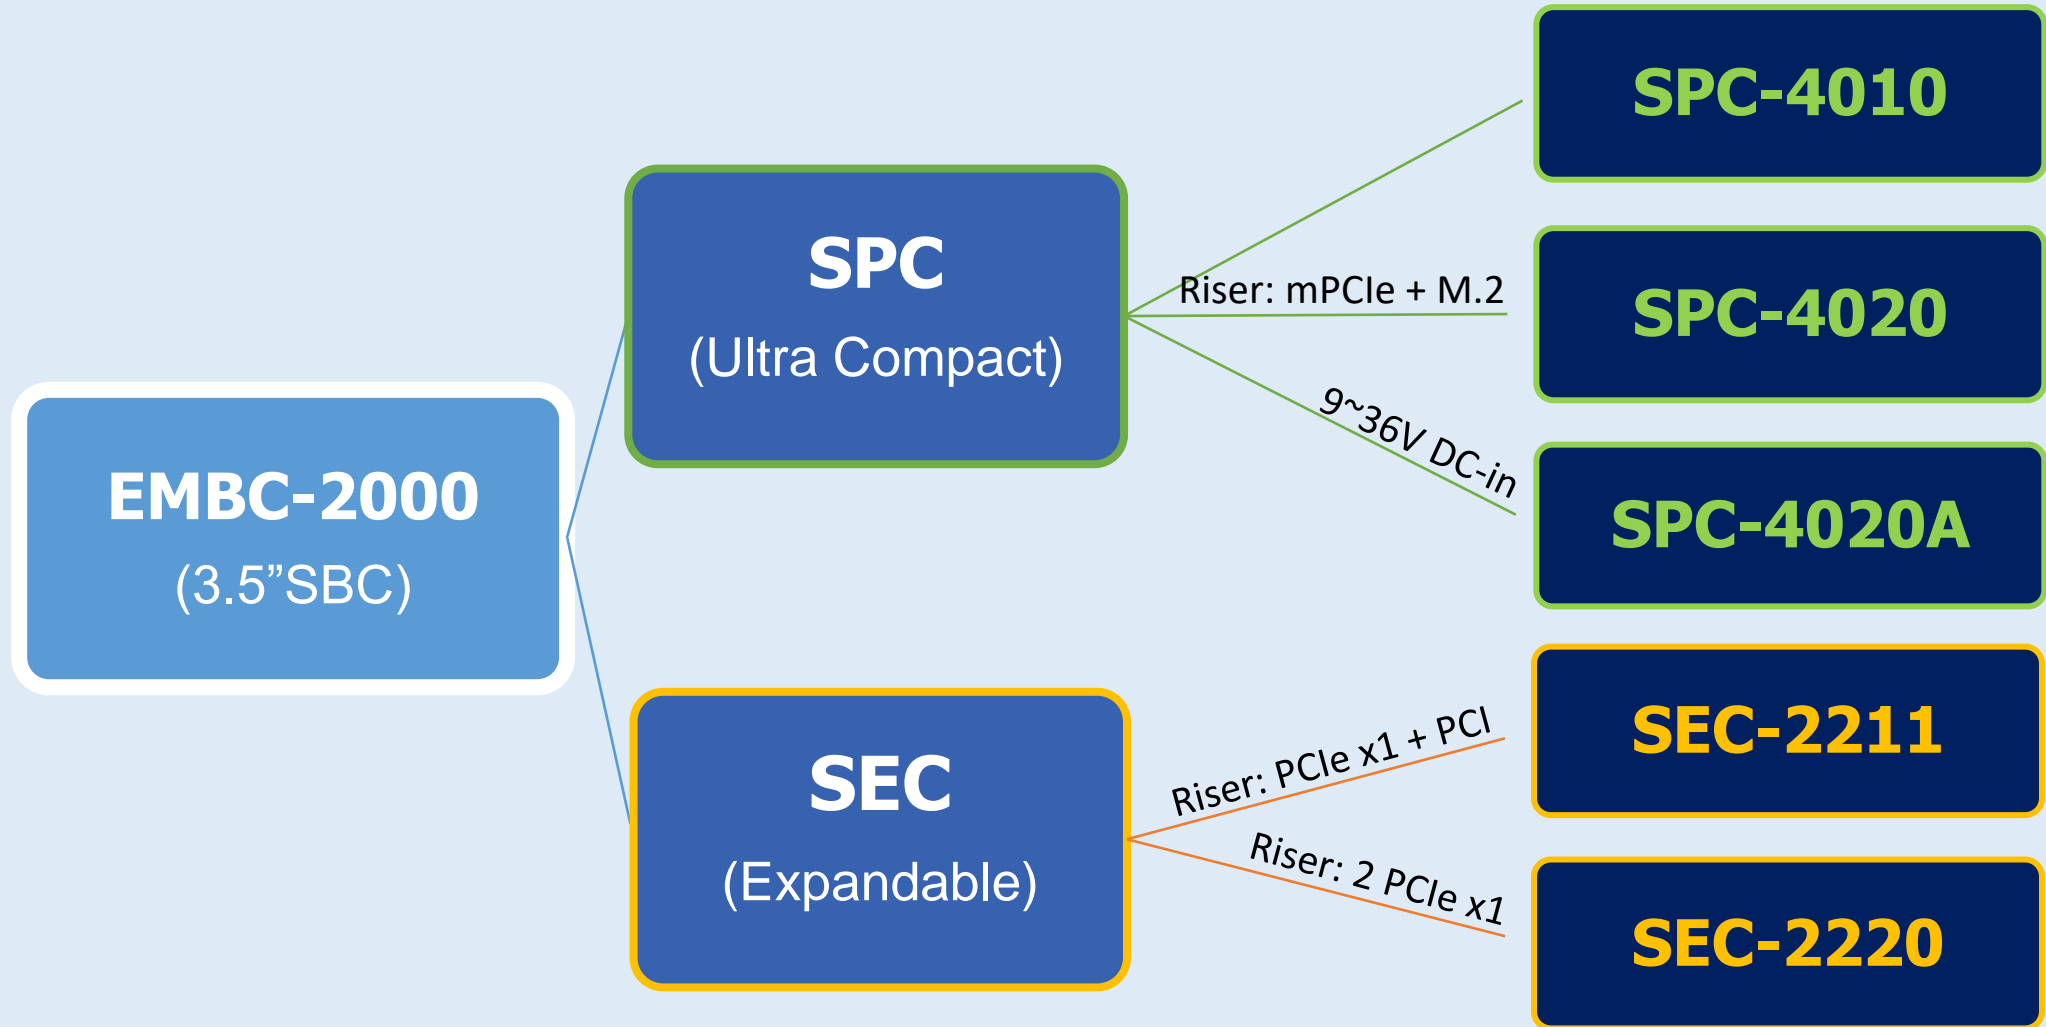 EMBC-2000
(3.5”SBC)
SPC
(Ultra Compact)
SEC
(Expandable)
Riser: mPCIe + M.2
9~36V DC-in
Riser: PCIe x1 + PCI
Riser: 2 PCIe x1
SPC-4010
SPC-4020
SPC-4020A
SEC-2211
SEC-2220